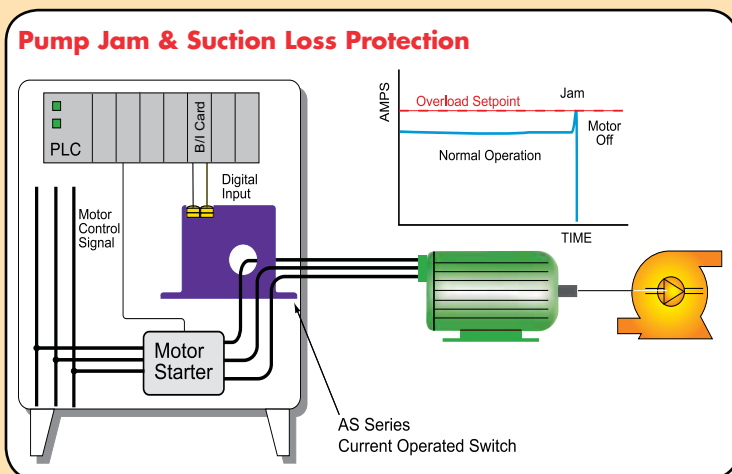 Pump Jam & Suction Loss Protection
PLC
B/I Card
Digital
Input
Motor
Control
Signal
Motor
Starter
AMPS
Overload Setpoint
Jam
Motor
Off
Normal Operation
TIME
AS Series
Current Operated Switch